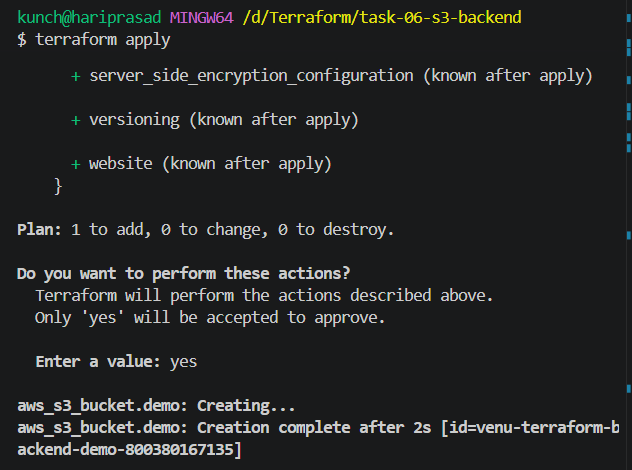 kunch@hariprasad MINGW64 /d/Terraform/task-06-s3-backend
$ terraform apply
+ server_side_encryption_configuration (known after apply)
+ versioning (known after apply)
+ website (known after apply)
}
Plan: 1 to add, 0 to change, 0 to destroy.
Do you want to perform these actions?
Terraform will perform the actions described above.
Only 'yes' will be accepted to approve.
Enter a value: yes
aws_s3_bucket.demo: Creating...
aws_s3_bucket.demo: Creation complete after 2s [id=venu-terraform-b
ackend-demo-800380167135]